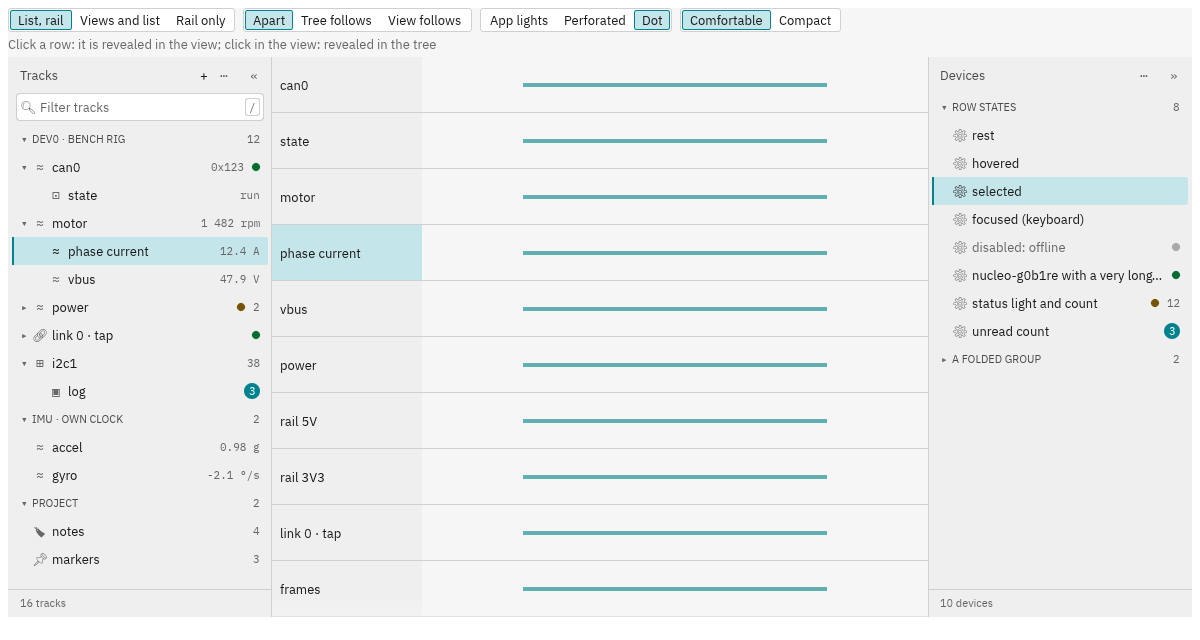 List, rail Views and list Rail only Apart Tree follows View follows App lights Perforated Dot Comfortable Compact
Click a row: it is revealed in the view; click in the view: revealed in the tree
Tracks + ··· «
Filter tracks /
DEV0 · BENCH RIG 12
can0 0x123
state run
motor 1 482 rpm
phase current 12.4 A
vbus 47.9 V
power 2
link 0 · tap
i2c1 38
log 3
IMU · OWN CLOCK 2
accel 0.98 g
gyro -2.1 °/s
PROJECT 2
notes 4
markers 3
16 tracks
can0
state
motor
phase current
vbus
power
rail 5V
rail 3V3
link 0 · tap
frames
Devices ··· »
ROW STATES 8
rest
hovered
selected
focused (keyboard)
disabled: offline
nucleo-g0b1re with a very long...
status light and count 12
unread count 3
A FOLDED GROUP 2
10 devices